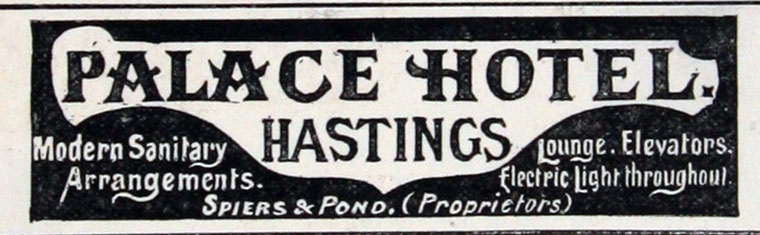 PALACE HOTEL.
HASTINGS
Modern Sanitary
Arrangements.
Lounge. Elevators.
Electric Light throughout.
SPIERS & POND. (Proprietors)